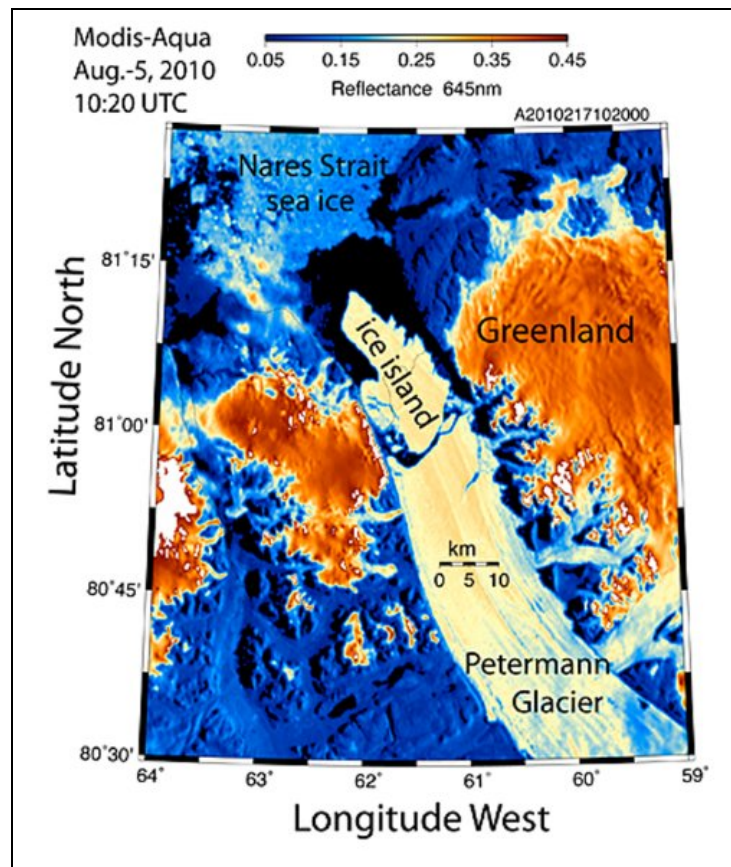 Modis-Aqua
Aug.-5, 2010
10:20 UTC
0.05 0.15 0.25 0.35 0.45
Reflectance 645nm
A2010217102000
Nares Strait
sea ice
81°15'
Greenland
ice island
Latitude North
81°00'
km
0 5 10
80°45'
Petermann
Glacier
80°30'
64° 63° 62° 61° 60° 59°
Longitude West